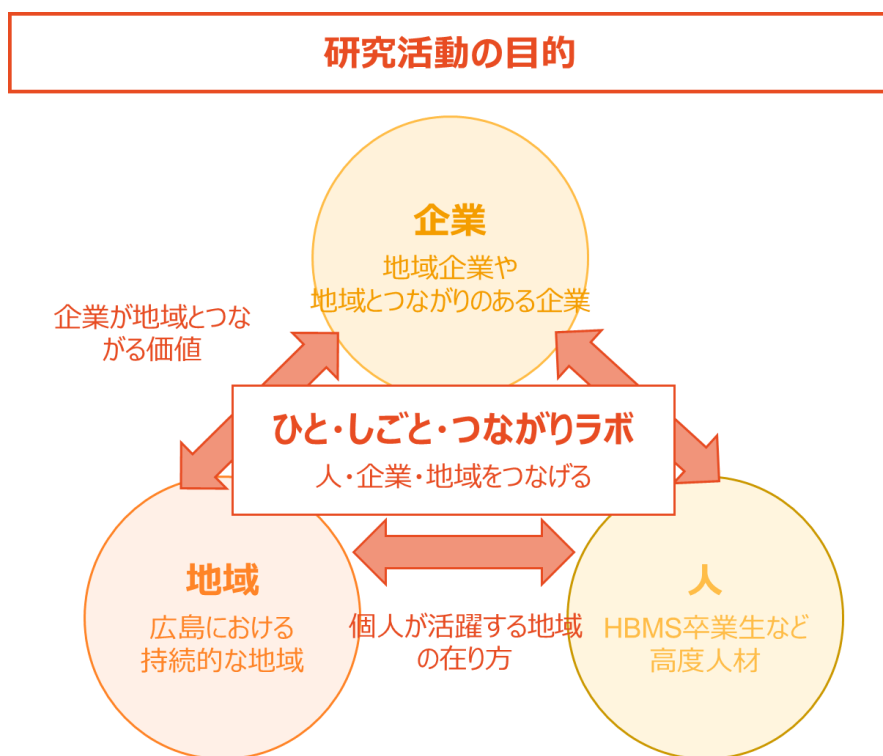 研究活動の目的
企業
地域企業や
地域とつながりのある企業
企業が地域とつな
がる価値
ひと・しごと・つながりラボ
人・企業・地域をつなげる
地域
広島における
持続的な地域
個人が活躍する地域
の在り方
人
HBMS卒業生など
高度人材